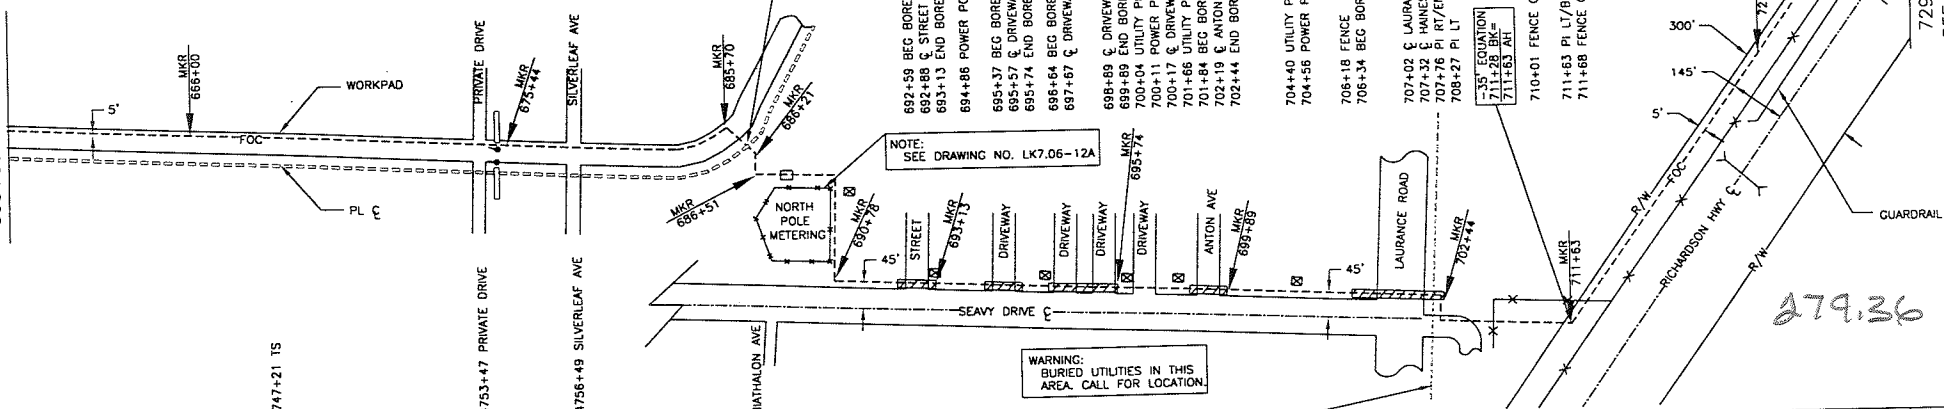 MKR
666+00
WORKPAD
5'
FOC
PL ℄
PRIVATE DRIVE
MKR
675+44
SILVERLEAF AVE
MKR
685+70
MKR
686+21
MKR
686+51
NOTE:
SEE DRAWING NO. LK7.06-12A
NORTH
POLE
METERING
MKR
690+78
45'
STREET
MKR
693+13
DRIVEWAY
DRIVEWAY
DRIVEWAY
DRIVEWAY
MKR
695+74
ANTON AVE
MKR
699+89
45'
LAURANCE ROAD
MKR
702+44
SEAVY DRIVE ℄
WARNING:
BURIED UTILITIES IN THIS
AREA. CALL FOR LOCATION.
692+59 BEG BORE
692+88 ℄ STREET
693+13 END BORE
694+86 POWER PO
695+37 BEG BORE
695+57 ℄ DRIVEWA
695+74 END BORE
696+64 BEG BORE
697+67 ℄ DRIVEWA
698+89 ℄ DRIVEW
699+89 END BORE
700+04 UTILITY P
700+11 POWER P
700+17 ℄ DRIVEW
701+66 UTILITY P
701+84 BEG BOR
702+19 ℄ ANTON
702+44 END BOR
704+40 UTILITY P
704+56 POWER P
706+18 FENCE
706+34 BEG BOR
707+02 ℄ LAURA
707+32 ℄ HAINES
707+76 PI RT/E
708+27 PI LT
-35' EQUATION
711+28 BK=
711+63 AH
710+01 FENCE C
711+63 PI LT/B
711+68 FENCE
MKR
711+63
300'
145'
5'
72
729
R/W
FOC
RICHARDSON HWY ℄
R/W
GUARDRAIL
279.36
747+21 TS
4753+47 PRIVATE DRIVE
4756+49 SILVERLEAF AVE
IATHALON AVE